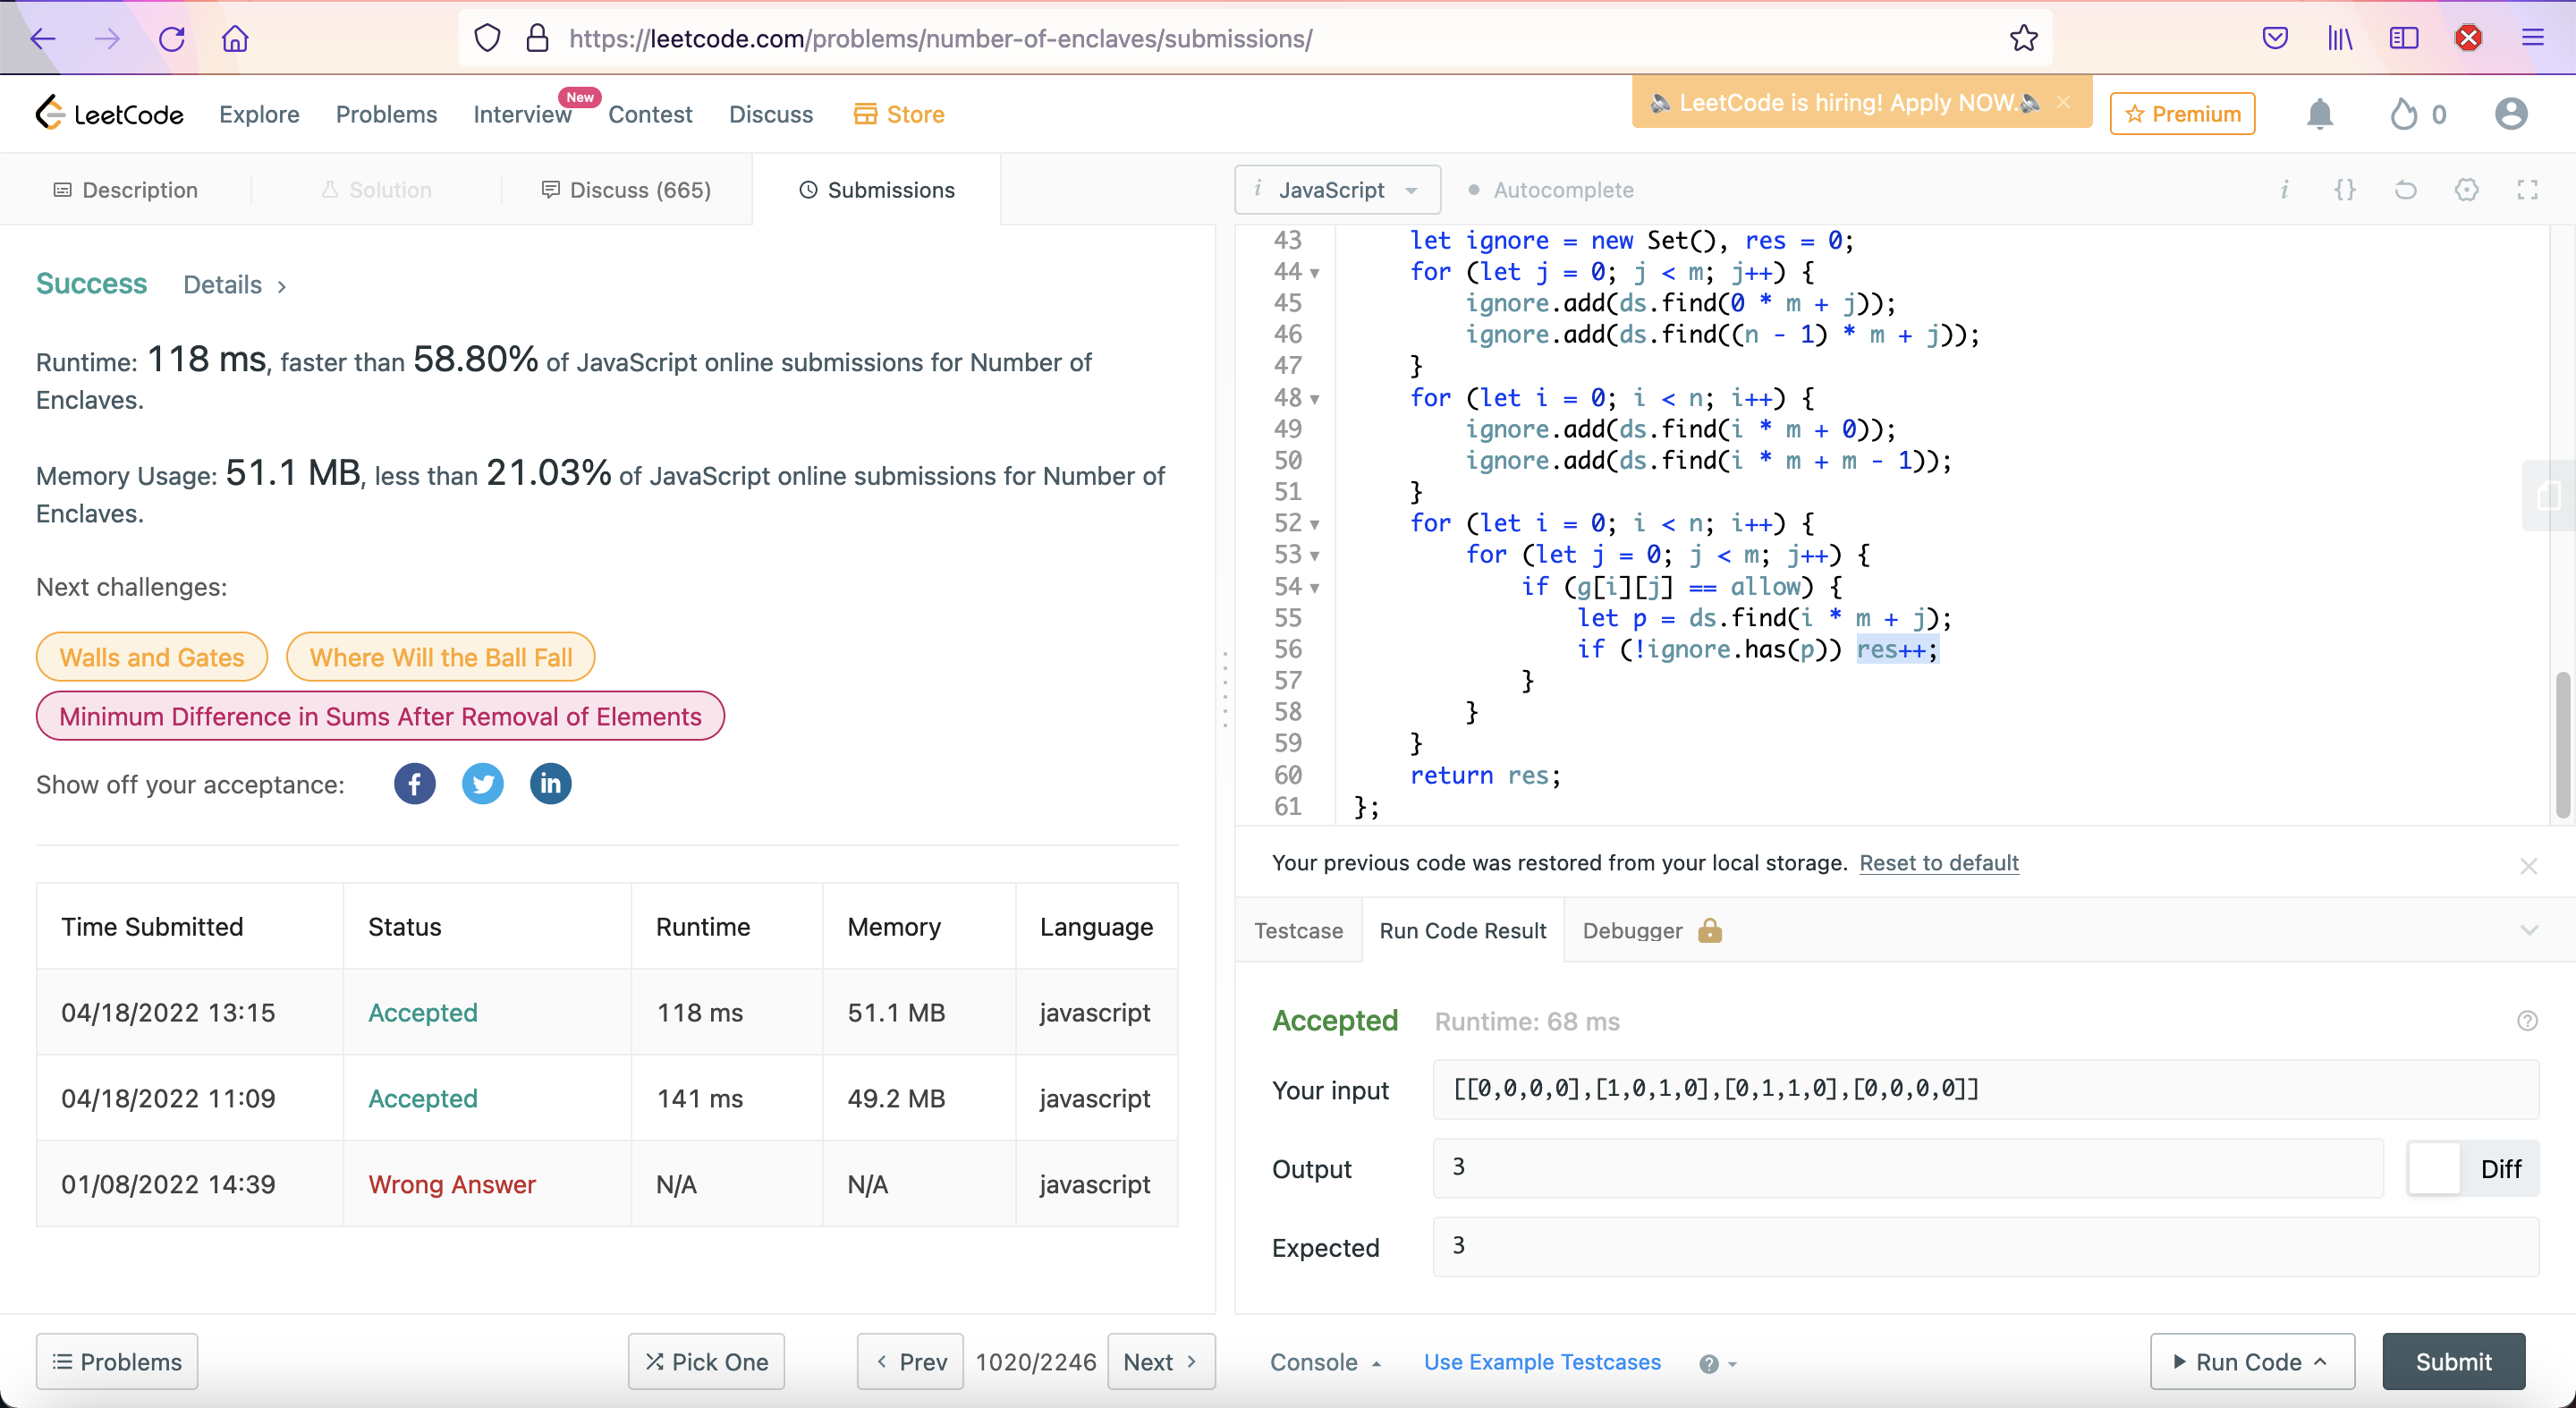 https://leetcode.com/problems/number-of-enclaves/submissions/
LeetCode Explore Problems Interview New Contest Discuss Store
LeetCode is hiring! Apply NOW. Premium 0
Description Solution Discuss (665) Submissions
i JavaScript Autocomplete i {}
Success Details
Runtime: 118 ms, faster than 58.80% of JavaScript online submissions for Number of
Enclaves.
Memory Usage: 51.1 MB, less than 21.03% of JavaScript online submissions for Number of
Enclaves.
Next challenges:
Walls and Gates Where Will the Ball Fall
Minimum Difference in Sums After Removal of Elements
Show off your acceptance: f in
Time Submitted Status Runtime Memory Language
04/18/2022 13:15 Accepted 118 ms 51.1 MB javascript
04/18/2022 11:09 Accepted 141 ms 49.2 MB javascript
01/08/2022 14:39 Wrong Answer N/A N/A javascript
43 let ignore = new Set(), res = 0;
44 for (let j = 0; j < m; j++) {
45 ignore.add(ds.find(0 * m + j));
46 ignore.add(ds.find((n - 1) * m + j));
47 }
48 for (let i = 0; i < n; i++) {
49 ignore.add(ds.find(i * m + 0));
50 ignore.add(ds.find(i * m + m - 1));
51 }
52 for (let i = 0; i < n; i++) {
53 for (let j = 0; j < m; j++) {
54 if (g[i][j] == allow) {
55 let p = ds.find(i * m + j);
56 if (!ignore.has(p)) res++;
57 }
58 }
59 }
60 return res;
61 };
Your previous code was restored from your local storage. Reset to default
Testcase Run Code Result Debugger
Accepted Runtime: 68 ms
Your input [[0,0,0,0],[1,0,1,0],[0,1,1,0],[0,0,0,0]]
Output 3 Diff
Expected 3
Problems Pick One Prev 1020/2246 Next
Console Use Example Testcases Run Code Submit